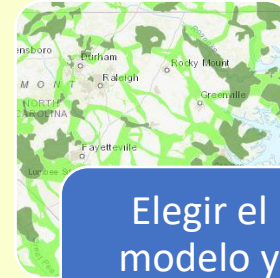 ensboro
Durham
Rocky Mount
Raleigh
M O N T
Greenville
NORTH
CAROLINA
Fayetteville
Elegir el
modelo y